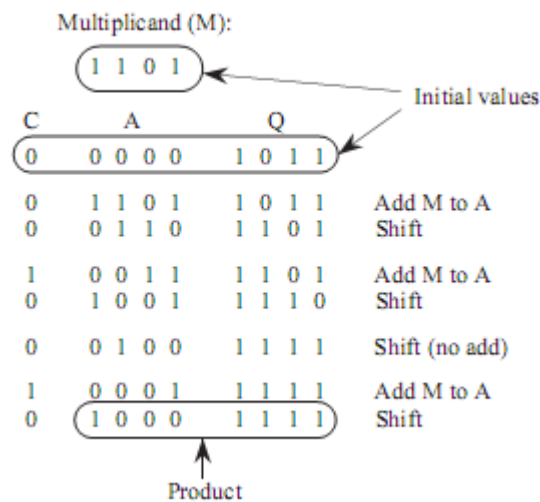 Multiplicand (M):
1 1 0 1
Initial values
C A Q
0 0 0 0 0 1 0 1 1
0 1 1 0 1 1 0 1 1 Add M to A
0 0 1 1 0 1 1 0 1 Shift
1 0 0 1 1 1 1 0 1 Add M to A
0 1 0 0 1 1 1 1 0 Shift
0 0 1 0 0 1 1 1 1 Shift (no add)
1 0 0 0 1 1 1 1 1 Add M to A
0 1 0 0 0 1 1 1 1 Shift
Product